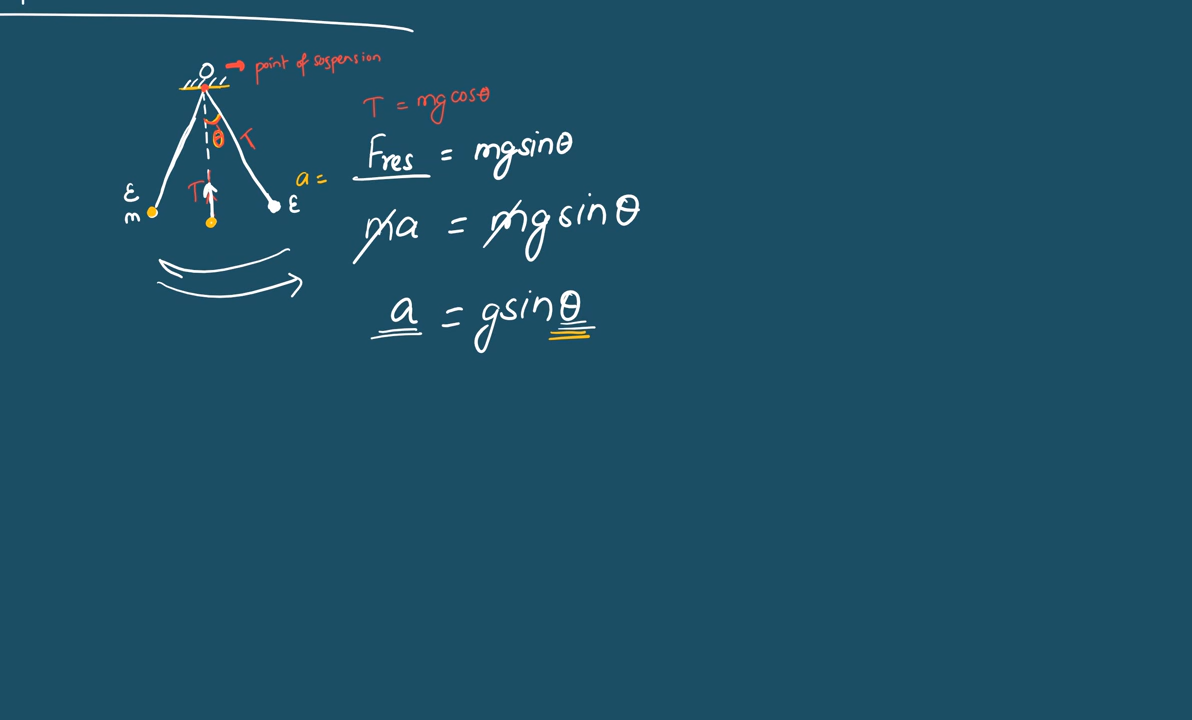 O → point of suspension
T = mg cosθ
θ T
Fres = mgsinθ
a =
T
ε ε
m
ma = mgsinθ
a = gsinθ